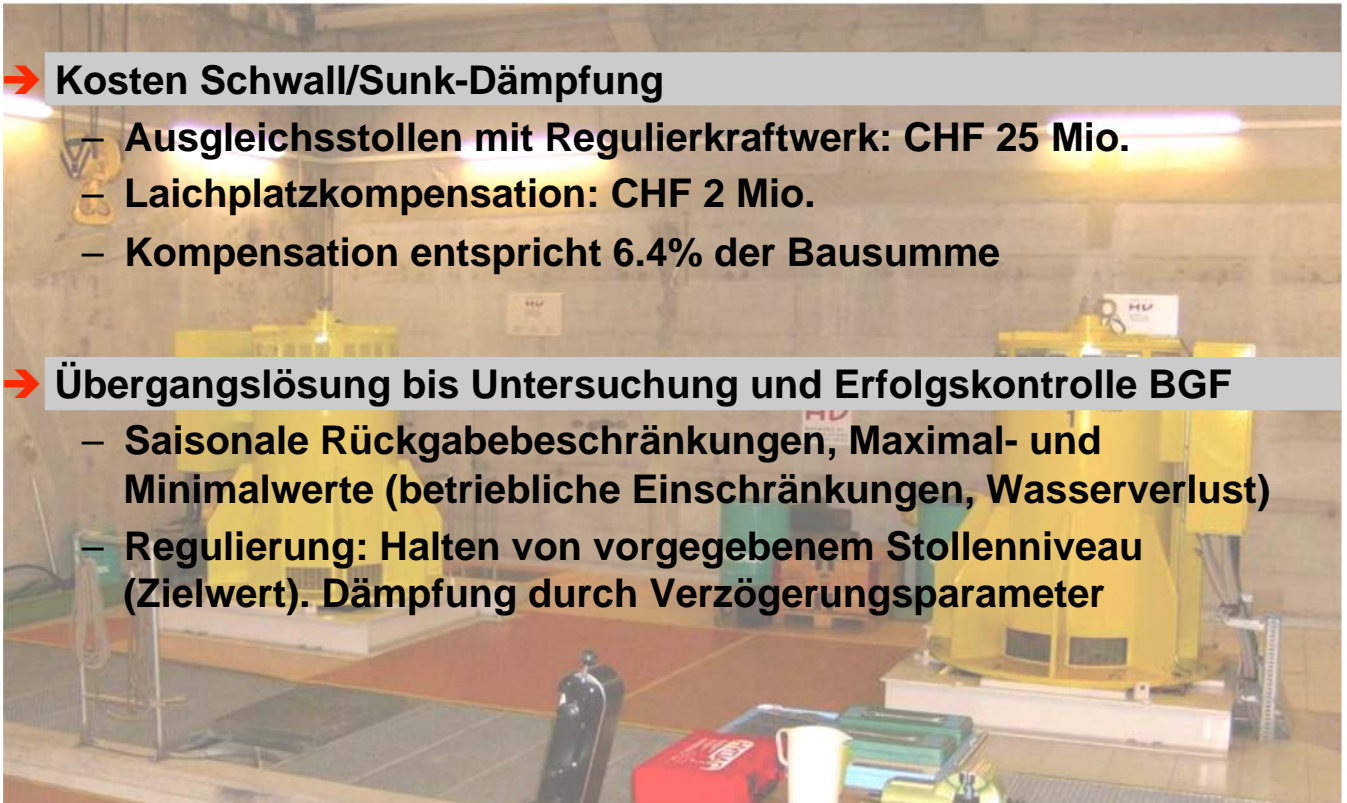 ➔ Kosten Schwall/Sunk-Dämpfung
– Ausgleichsstollen mit Regulierkraftwerk: CHF 25 Mio.
– Laichplatzkompensation: CHF 2 Mio.
– Kompensation entspricht 6.4% der Bausumme
➔ Übergangslösung bis Untersuchung und Erfolgskontrolle BGF
– Saisonale Rückgabebeschränkungen, Maximal- und
Minimalwerte (betriebliche Einschränkungen, Wasserverlust)
– Regulierung: Halten von vorgegebenem Stollenniveau
(Zielwert). Dämpfung durch Verzögerungsparameter